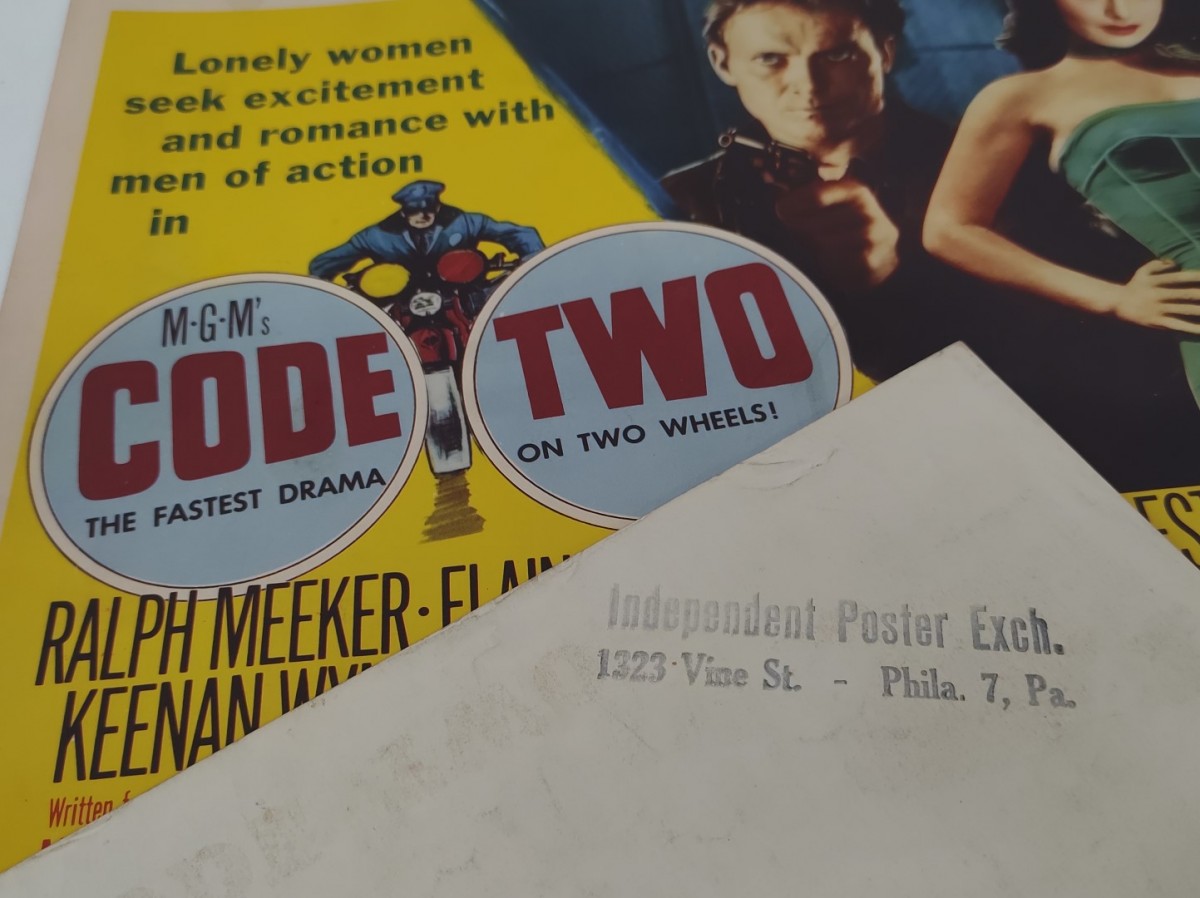 Lonely women
seek excitement
and romance with
men of action
in
M·G·M's
CODE
THE FASTEST DRAMA
TWO
ON TWO WHEELS!
RALPH MEEKER·
KEENAN
Written
Independent Poster Exch.
1323 Vine St. - Phila. 7, Pa.